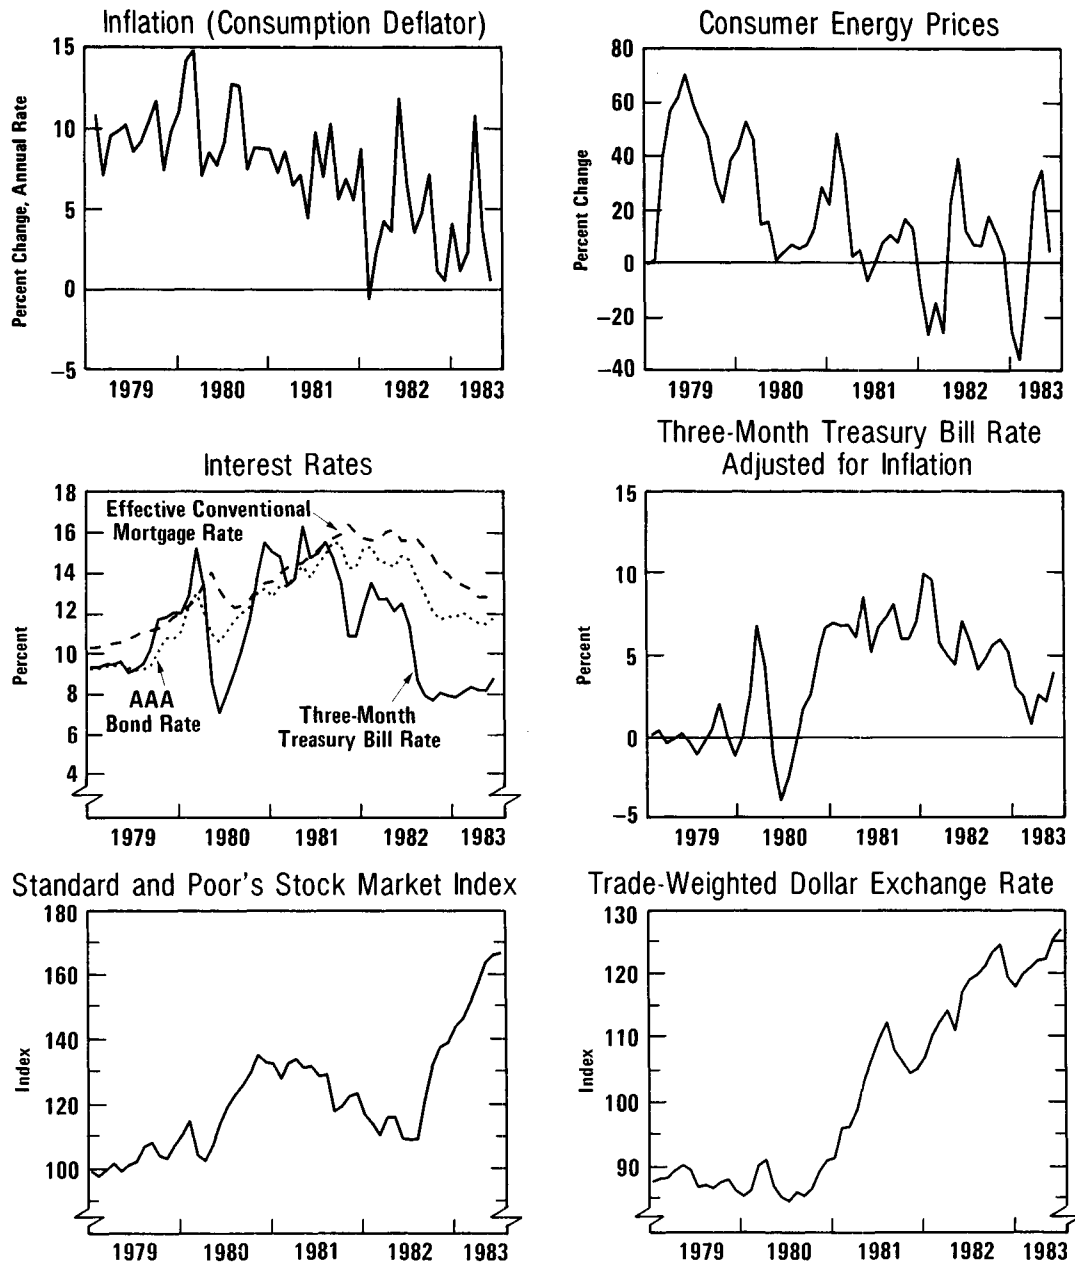 Inflation (Consumption Deflator)
Percent Change, Annual Rate
15
10
5
0
−5
1979 1980 1981 1982 1983
Consumer Energy Prices
Percent Change
80
60
40
20
0
−20
−40
1979 1980 1981 1982 1983
Interest Rates
Percent
18
16
14
12
10
8
6
4
Effective Conventional
Mortgage Rate
AAA
Bond Rate
Three-Month
Treasury Bill Rate
1979 1980 1981 1982 1983
Three-Month Treasury Bill Rate
Adjusted for Inflation
Percent
15
10
5
0
−5
1979 1980 1981 1982 1983
Standard and Poor's Stock Market Index
Index
180
160
140
120
100
1979 1980 1981 1982 1983
Trade-Weighted Dollar Exchange Rate
Index
130
120
110
100
90
1979 1980 1981 1982 1983